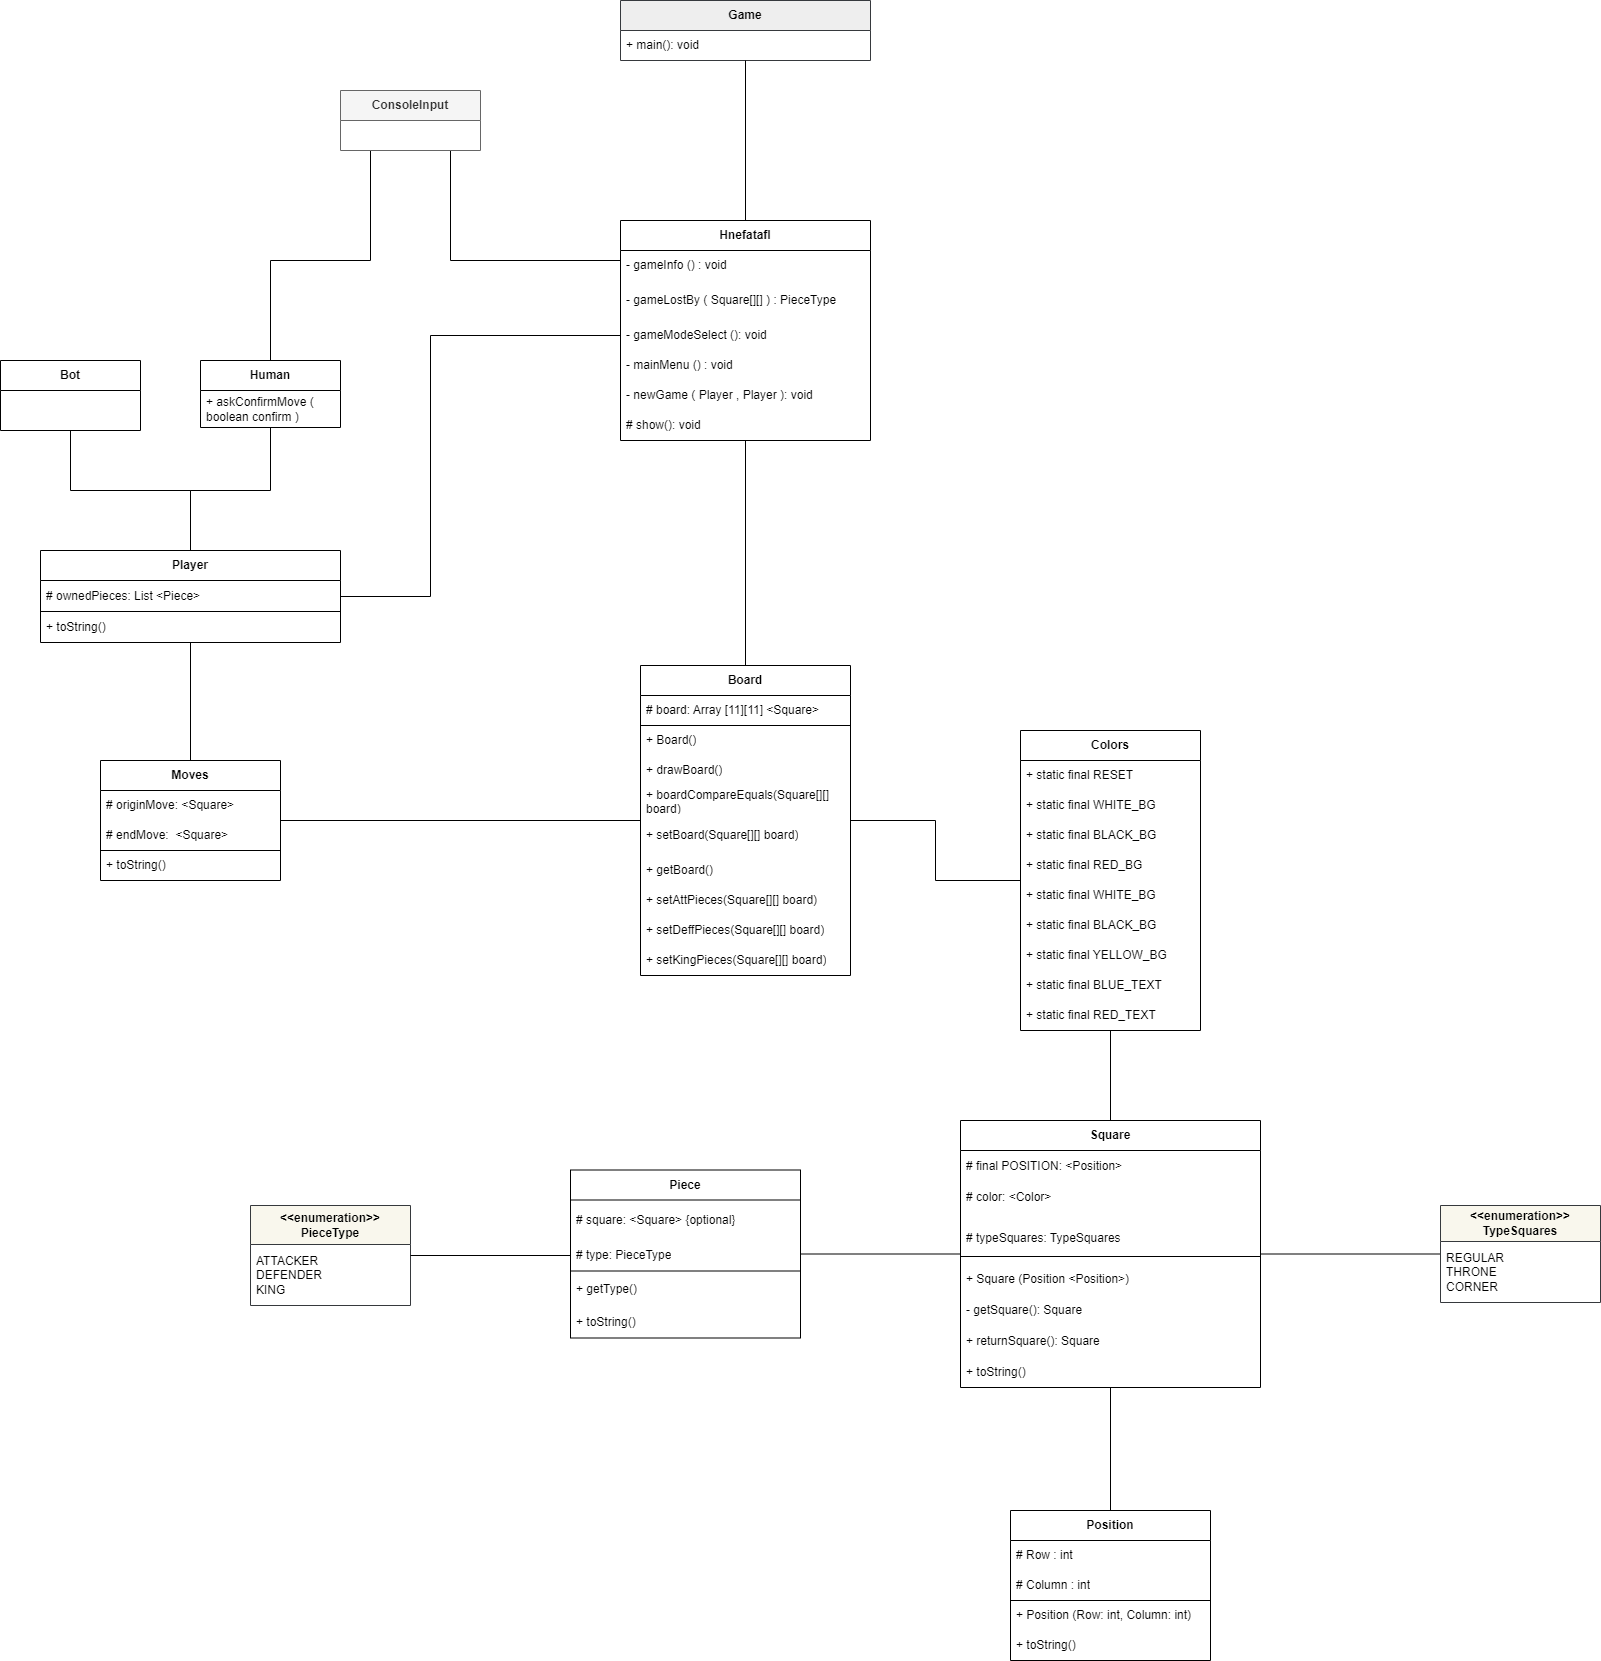 Game
+ main(): void
ConsoleInput
Hnefatafl
- gameInfo () : void
- gameLostBy ( Square[][] ) : PieceType
- gameModeSelect (): void
- mainMenu () : void
- newGame ( Player , Player ): void
# show(): void
Bot
Human
+ askConfirmMove (
boolean confirm )
Player
# ownedPieces: List <Piece>
+ toString()
Board
# board: Array [11][11] <Square>
+ Board()
+ drawBoard()
+ boardCompareEquals(Square[][]
board)
+ setBoard(Square[][] board)
+ getBoard()
+ setAttPieces(Square[][] board)
+ setDeffPieces(Square[][] board)
+ setKingPieces(Square[][] board)
Moves
# originMove: <Square>
# endMove:  <Square>
+ toString()
Colors
+ static final RESET
+ static final WHITE_BG
+ static final BLACK_BG
+ static final RED_BG
+ static final WHITE_BG
+ static final BLACK_BG
+ static final YELLOW_BG
+ static final BLUE_TEXT
+ static final RED_TEXT
Square
# final POSITION: <Position>
# color: <Color>
# typeSquares: TypeSquares
+ Square (Position <Position>)
- getSquare(): Square
+ returnSquare(): Square
+ toString()
Piece
# square: <Square> {optional}
# type: PieceType
+ getType()
+ toString()
<<enumeration>>
PieceType
ATTACKER
DEFENDER
KING
<<enumeration>>
TypeSquares
REGULAR
THRONE
CORNER
Position
# Row : int
# Column : int
+ Position (Row: int, Column: int)
+ toString()